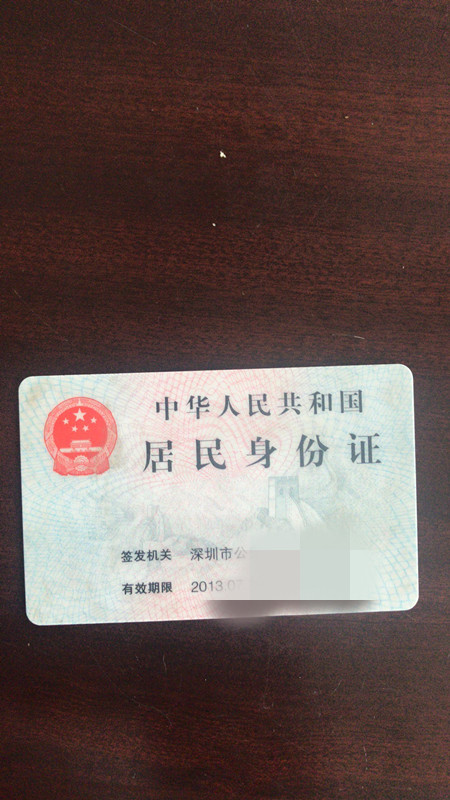 中华人民共和国
居民身份证
签发机关 深圳市公
有效期限 2013.07